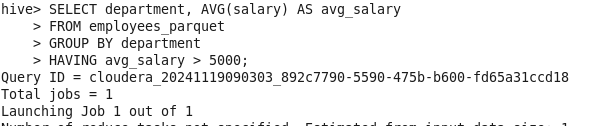 hive> SELECT department, AVG(salary) AS avg_salary
    > FROM employees_parquet
    > GROUP BY department
    > HAVING avg_salary > 5000;
Query ID = cloudera_20241119090303_892c7790-5590-475b-b600-fd65a31ccd18
Total jobs = 1
Launching Job 1 out of 1
Number of reduce tasks not specified. Estimated from input data size: 1